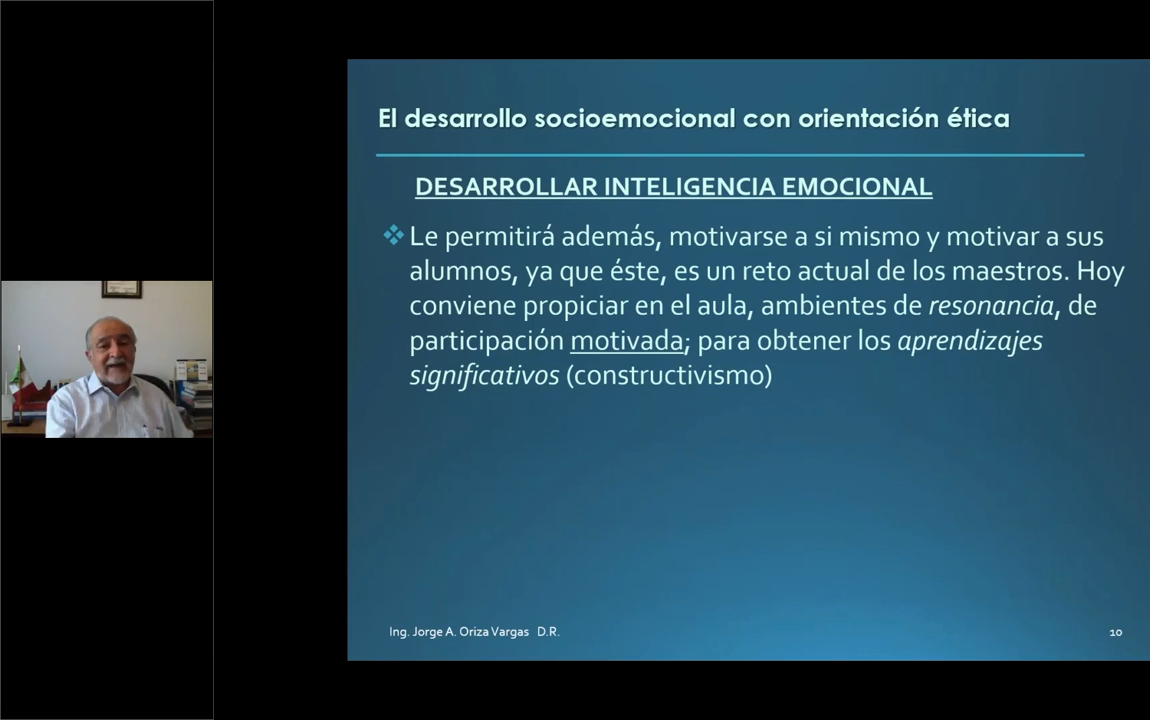 El desarrollo socioemocional con orientación ética
DESARROLLAR INTELIGENCIA EMOCIONAL
Le permitirá además, motivarse a si mismo y motivar a sus
alumnos, ya que éste, es un reto actual de los maestros. Hoy
conviene propiciar en el aula, ambientes de resonancia, de
participación motivada; para obtener los aprendizajes
significativos (constructivismo)
Ing. Jorge A. Oriza Vargas D.R.
10